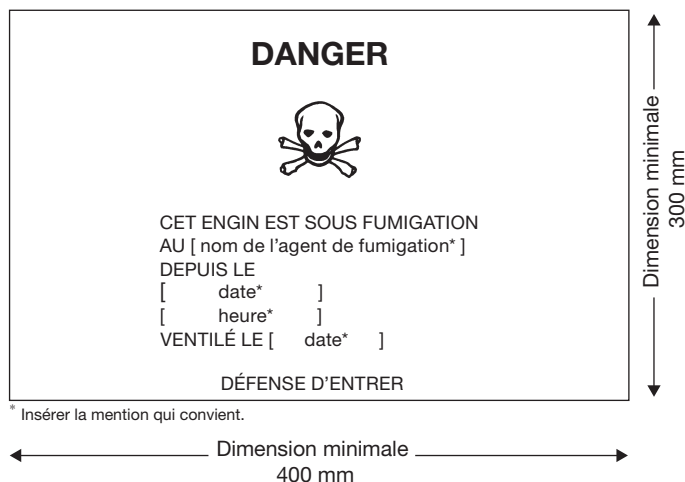 DANGER
CET ENGIN EST SOUS FUMIGATION
AU [ nom de l'agent de fumigation* ]
DEPUIS LE
[ date* ]
[ heure* ]
VENTILÉ LE [ date* ]
DÉFENSE D'ENTRER
* Insérer la mention qui convient.
Dimension minimale
400 mm
Dimension minimale
300 mm